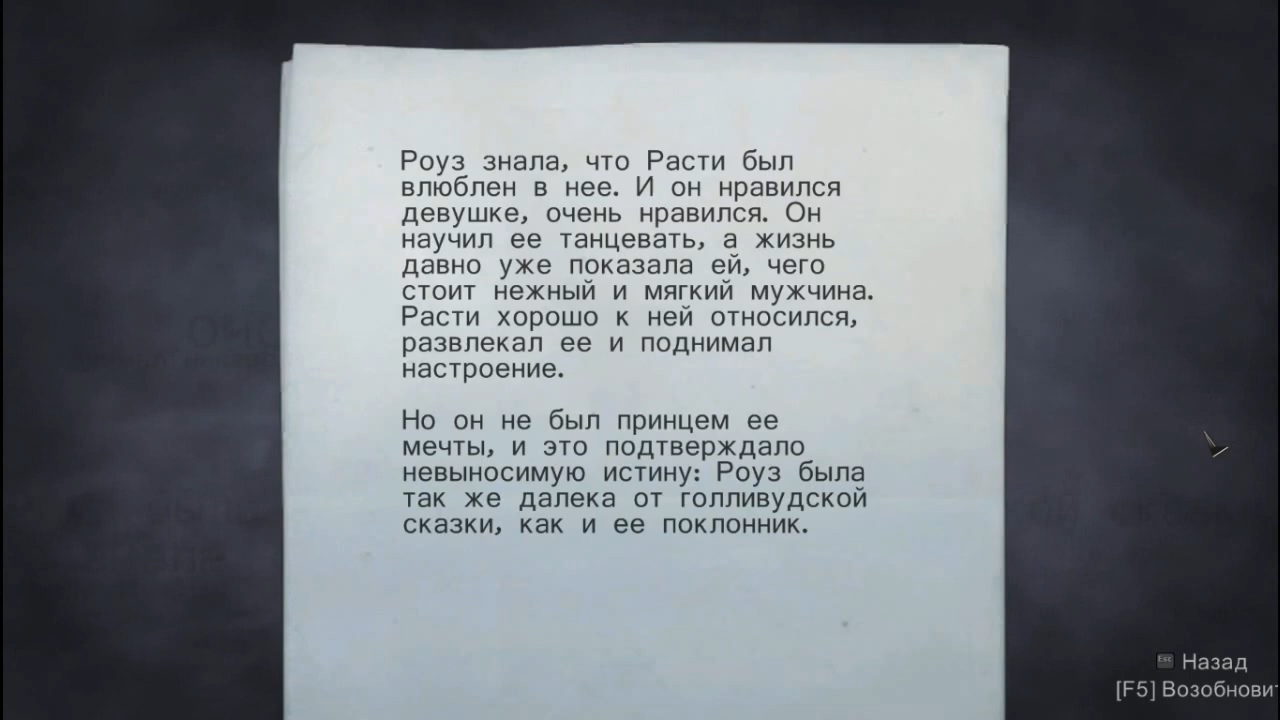 Роуз знала, что Расти был
влюблен в нее. И он нравился
девушке, очень нравился. Он
научил ее танцевать, а жизнь
давно уже показала ей, чего
стоит нежный и мягкий мужчина.
Расти хорошо к ней относился,
развлекал ее и поднимал
настроение.
Но он не был принцем ее
мечты, и это подтверждало
невыносимую истину: Роуз была
так же далека от голливудской
сказки, как и ее поклонник.
Esc Назад
[F5] Возобновит